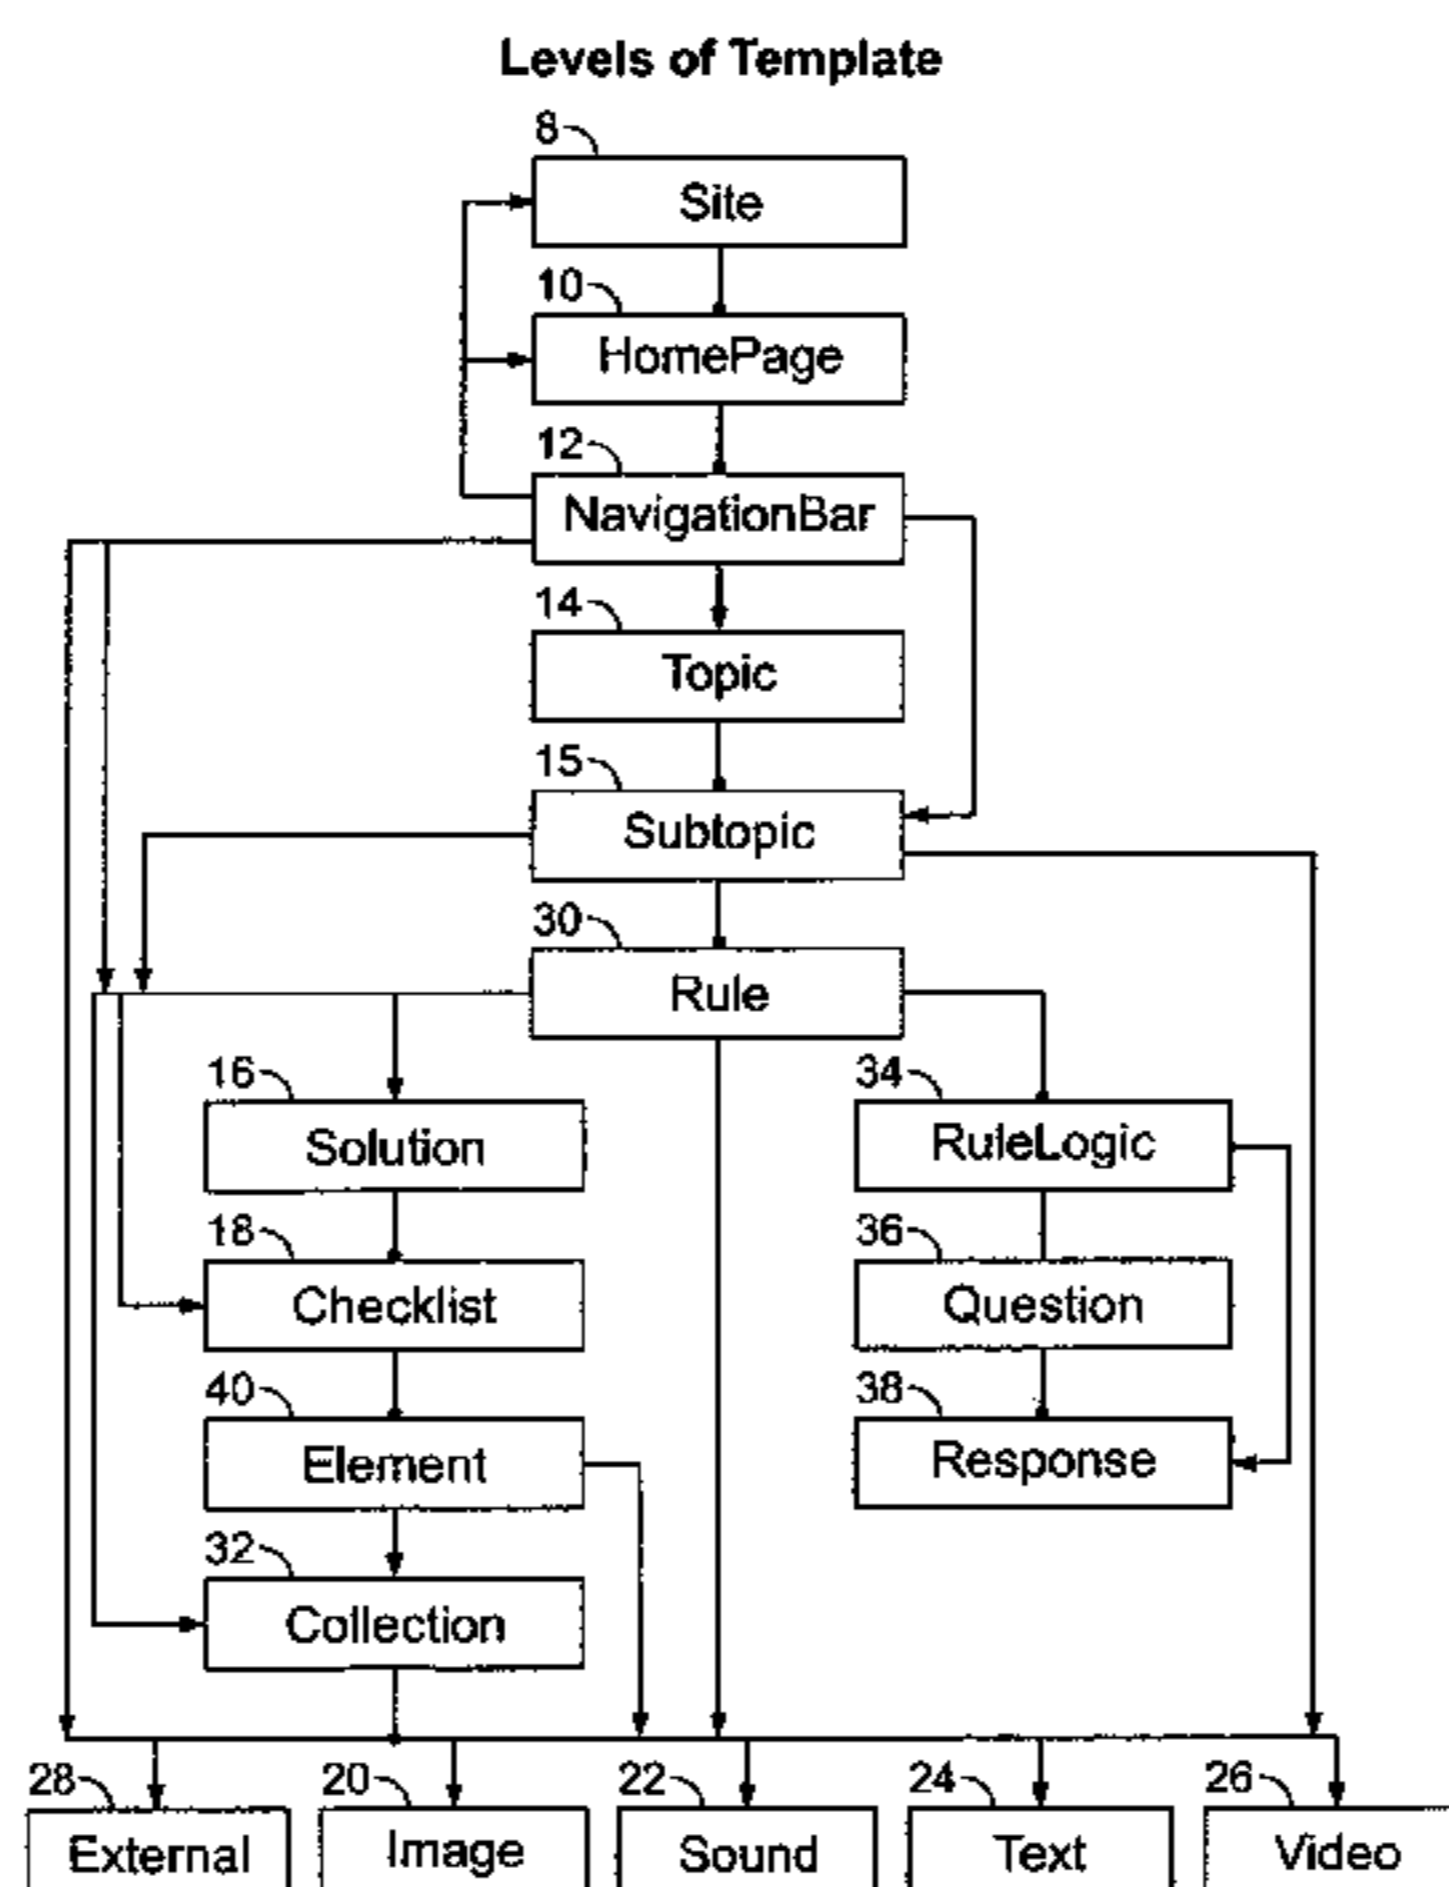 Levels of Template
8
Site
10
HomePage
12
NavigationBar
14
Topic
15
Subtopic
30
Rule
16
Solution
34
RuleLogic
18
Checklist
36
Question
40
Element
38
Response
32
Collection
28
External
20
Image
22
Sound
24
Text
26
Video